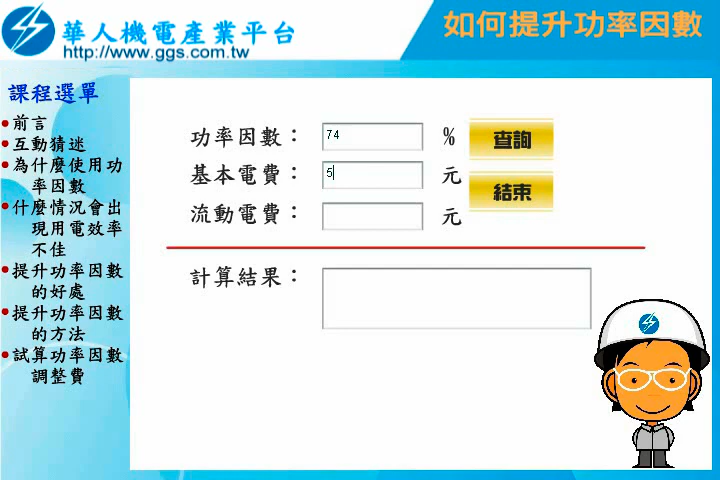 華人機電產業平台
http://www.ggs.com.tw
如何提升功率因數
課程選單
前言
互動猜迷
為什麼使用功
率因數
什麼情況會出
現用電效率
不佳
提升功率因數
的好處
提升功率因數
的方法
試算功率因數
調整費
功率因數： 74 % 查詢
基本電費： 5 元
結束
流動電費： 元
計算結果：